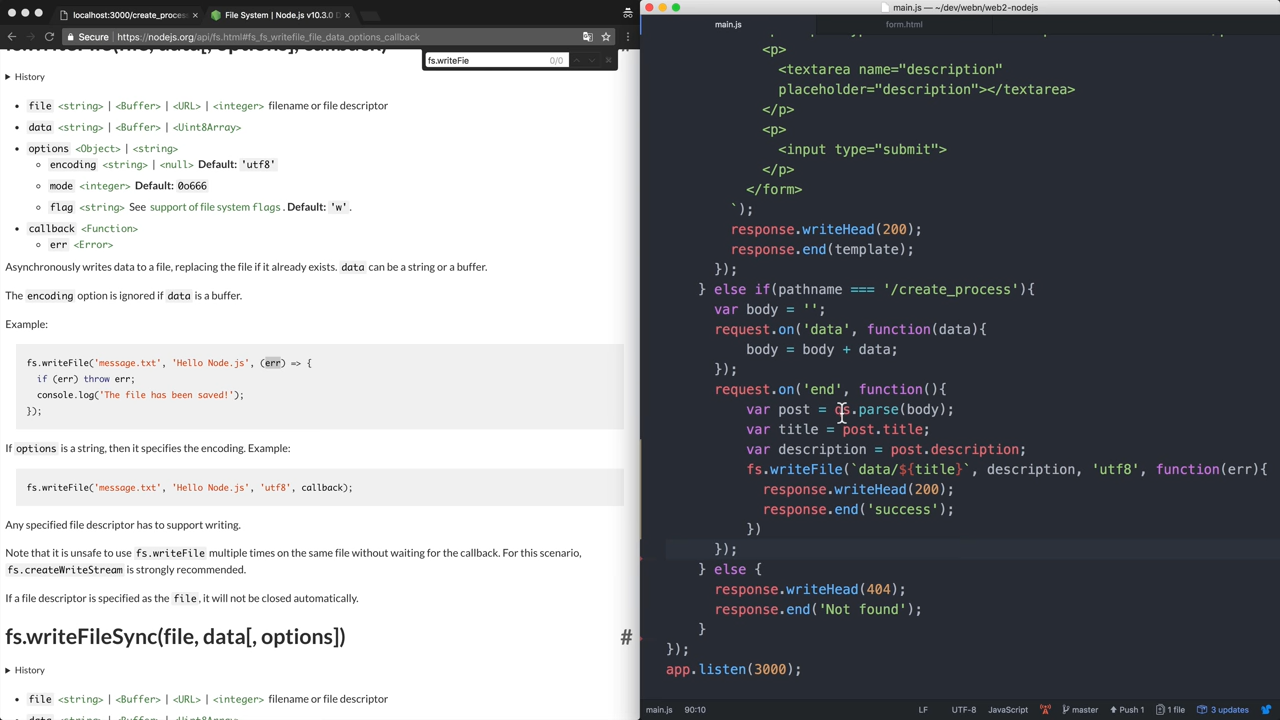 localhost:3000/create_proces
File System | Node.js v10.3.0 D
Secure
https://nodejs.org/api/fs.html#fs_fs_writefile_file_data_options_callback
fs.writeFie
0/0
#
History
file <string> | <Buffer> | <URL> | <integer> filename or file descriptor
data <string> | <Buffer> | <Uint8Array>
options <Object> | <string>
encoding <string> | <null> Default: 'utf8'
mode <integer> Default: 0o666
flag <string> See support of file system flags. Default: 'w'.
callback <Function>
err <Error>
Asynchronously writes data to a file, replacing the file if it already exists. data can be a string or a buffer.
The encoding option is ignored if data is a buffer.
Example:
fs.writeFile('message.txt', 'Hello Node.js', (err) => {
if (err) throw err;
console.log('The file has been saved!');
});
If options is a string, then it specifies the encoding. Example:
fs.writeFile('message.txt', 'Hello Node.js', 'utf8', callback);
Any specified file descriptor has to support writing.
Note that it is unsafe to use fs.writeFile multiple times on the same file without waiting for the callback. For this scenario,
fs.createWriteStream is strongly recommended.
If a file descriptor is specified as the file, it will not be closed automatically.
fs.writeFileSync(file, data[, options])
#
History
file <string> | <Buffer> | <URL> | <integer> filename or file descriptor
main.js — ~/dev/webn/web2-nodejs
main.js
form.html
<p>
<textarea name="description"
placeholder="description"></textarea>
</p>
<p>
<input type="submit">
</p>
</form>
`);
response.writeHead(200);
response.end(template);
});
} else if(pathname === '/create_process'){
var body = '';
request.on('data', function(data){
body = body + data;
});
request.on('end', function(){
var post = qs.parse(body);
var title = post.title;
var description = post.description;
fs.writeFile(`data/${title}`, description, 'utf8', function(err){
response.writeHead(200);
response.end('success');
})
});
} else {
response.writeHead(404);
response.end('Not found');
}
});
app.listen(3000);
main.js
90:10
LF
UTF-8
JavaScript
master
Push 1
1 file
3 updates